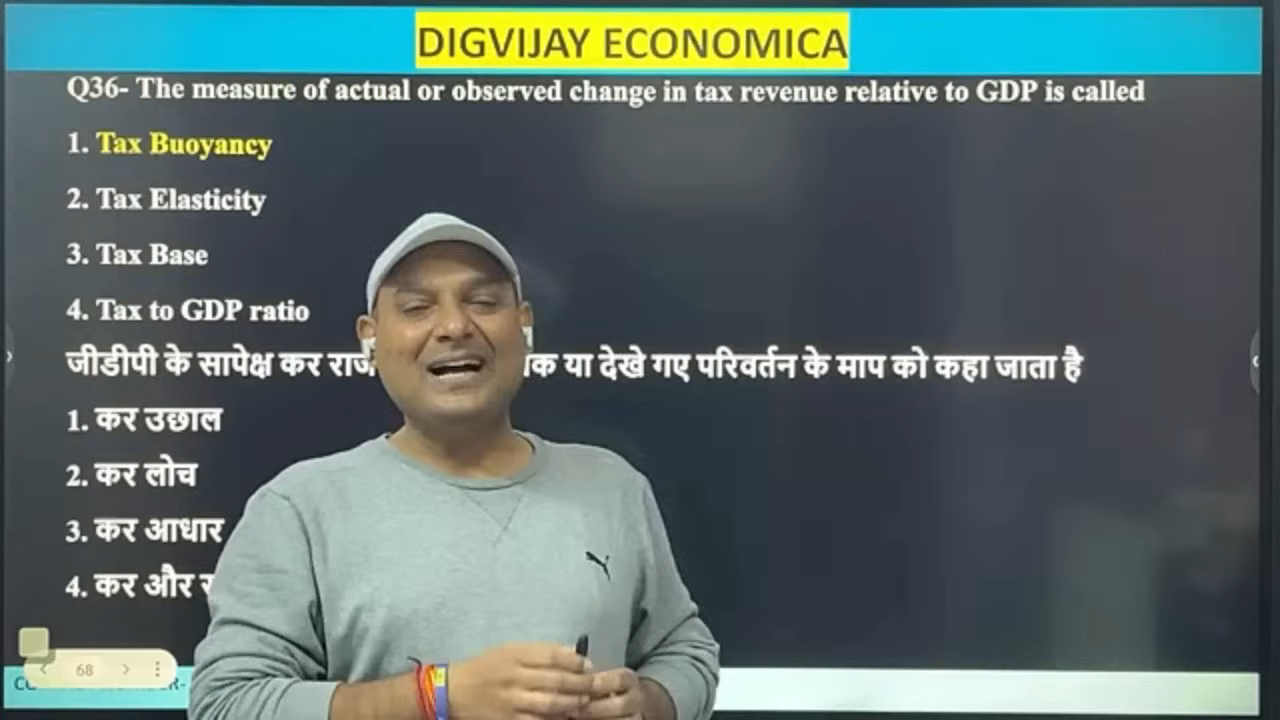 DIGVIJAY ECONOMICA
Q36- The measure of actual or observed change in tax revenue relative to GDP is called
1. Tax Buoyancy
2. Tax Elasticity
3. Tax Base
4. Tax to GDP ratio
जीडीपी के सापेक्ष कर या देखे गए परिवर्तन के माप को कहा जाता है
1. कर उछाल
2. कर लोच
3. कर आधार
4. कर और
68